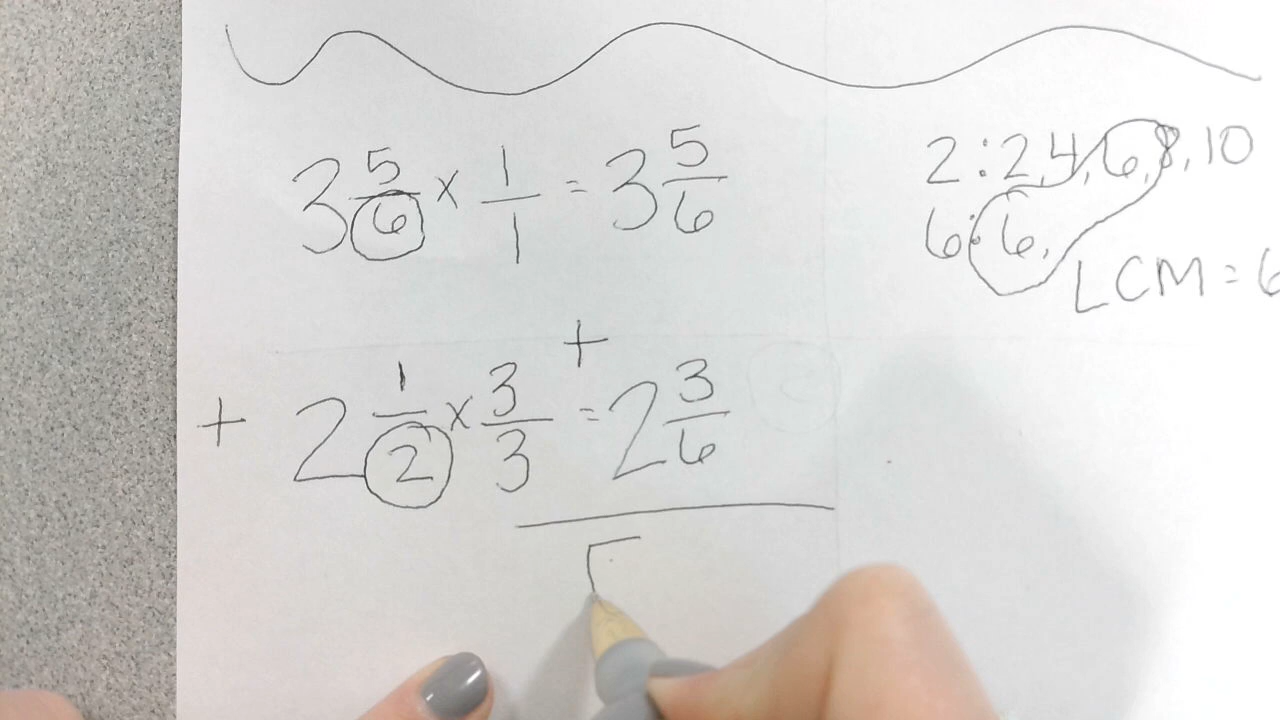 3 5/6 × 1/1 = 3 5/6
2: 2, 4, 6, 8, 10
6: 6,
LCM = 6
+
+ 2 1/2 × 3/3 = 2 3/6
5